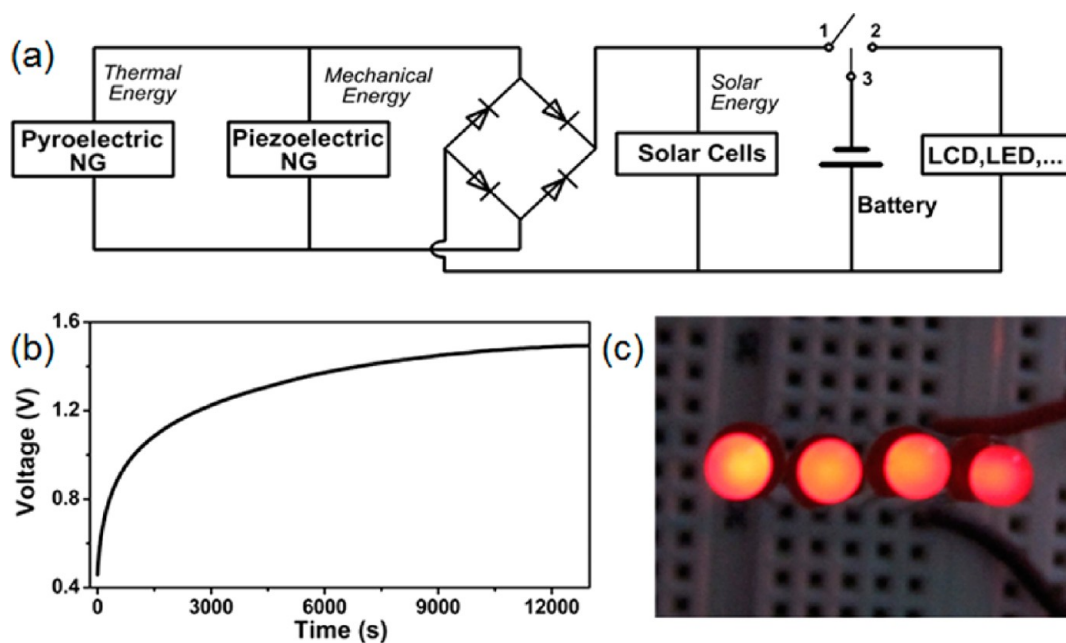 (a)
Thermal
Energy
Mechanical
Energy
Solar
Energy
1
2
3
Pyroelectric
NG
Piezoelectric
NG
Solar Cells
LCD,LED,...
Battery
(b)
1.6
1.2
0.8
0.4
Voltage (V)
0
3000
6000
9000
12000
Time (s)
(c)